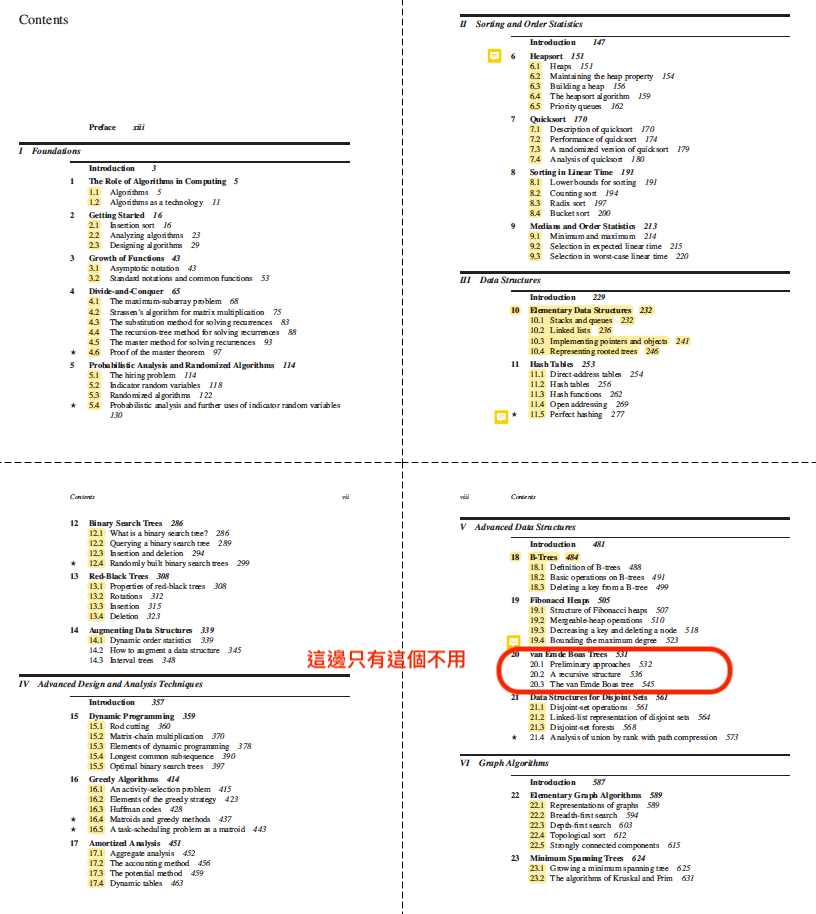 Contents
Preface xiii
I Foundations
Introduction 3
1 The Role of Algorithms in Computing 5
1.1 Algorithms 5
1.2 Algorithms as a technology 11
2 Getting Started 16
2.1 Insertion sort 16
2.2 Analyzing algorithms 23
2.3 Designing algorithms 29
3 Growth of Functions 43
3.1 Asymptotic notation 43
3.2 Standard notations and common functions 53
4 Divide-and-Conquer 65
4.1 The maximum-subarray problem 68
4.2 Strassen's algorithm for matrix multiplication 75
4.3 The substitution method for solving recurrences 83
4.4 The recursion-tree method for solving recurrences 88
4.5 The master method for solving recurrences 93
★ 4.6 Proof of the master theorem 97
5 Probabilistic Analysis and Randomized Algorithms 114
5.1 The hiring problem 114
5.2 Indicator random variables 118
5.3 Randomized algorithms 122
★ 5.4 Probabilistic analysis and further uses of indicator random variables
130
II Sorting and Order Statistics
Introduction 147
6 Heapsort 151
6.1 Heaps 151
6.2 Maintaining the heap property 154
6.3 Building a heap 156
6.4 The heapsort algorithm 159
6.5 Priority queues 162
7 Quicksort 170
7.1 Description of quicksort 170
7.2 Performance of quicksort 174
7.3 A randomized version of quicksort 179
7.4 Analysis of quicksort 180
8 Sorting in Linear Time 191
8.1 Lower bounds for sorting 191
8.2 Counting sort 194
8.3 Radix sort 197
8.4 Bucket sort 200
9 Medians and Order Statistics 213
9.1 Minimum and maximum 214
9.2 Selection in expected linear time 215
9.3 Selection in worst-case linear time 220
III Data Structures
Introduction 229
10 Elementary Data Structures 232
10.1 Stacks and queues 232
10.2 Linked lists 236
10.3 Implementing pointers and objects 241
10.4 Representing rooted trees 246
11 Hash Tables 253
11.1 Direct-address tables 254
11.2 Hash tables 256
11.3 Hash functions 262
11.4 Open addressing 269
★ 11.5 Perfect hashing 277
Contents vii
12 Binary Search Trees 286
12.1 What is a binary search tree? 286
12.2 Querying a binary search tree 289
12.3 Insertion and deletion 294
★ 12.4 Randomly built binary search trees 299
13 Red-Black Trees 308
13.1 Properties of red-black trees 308
13.2 Rotations 312
13.3 Insertion 315
13.4 Deletion 323
14 Augmenting Data Structures 339
14.1 Dynamic order statistics 339
14.2 How to augment a data structure 345
14.3 Interval trees 348
IV Advanced Design and Analysis Techniques
Introduction 357
15 Dynamic Programming 359
15.1 Rod cutting 360
15.2 Matrix-chain multiplication 370
15.3 Elements of dynamic programming 378
15.4 Longest common subsequence 390
15.5 Optimal binary search trees 397
16 Greedy Algorithms 414
16.1 An activity-selection problem 415
16.2 Elements of the greedy strategy 423
16.3 Huffman codes 428
★ 16.4 Matroids and greedy methods 437
★ 16.5 A task-scheduling problem as a matroid 443
17 Amortized Analysis 451
17.1 Aggregate analysis 452
17.2 The accounting method 456
17.3 The potential method 459
17.4 Dynamic tables 463
這邊只有這個不用
viii Contents
V Advanced Data Structures
Introduction 481
18 B-Trees 484
18.1 Definition of B-trees 488
18.2 Basic operations on B-trees 491
18.3 Deleting a key from a B-tree 499
19 Fibonacci Heaps 505
19.1 Structure of Fibonacci heaps 507
19.2 Mergeable-heap operations 510
19.3 Decreasing a key and deleting a node 518
19.4 Bounding the maximum degree 523
20 van Emde Boas Trees 531
20.1 Preliminary approaches 532
20.2 A recursive structure 536
20.3 The van Emde Boas tree 545
21 Data Structures for Disjoint Sets 561
21.1 Disjoint-set operations 561
21.2 Linked-list representation of disjoint sets 564
21.3 Disjoint-set forests 568
★ 21.4 Analysis of union by rank with path compression 573
VI Graph Algorithms
Introduction 587
22 Elementary Graph Algorithms 589
22.1 Representations of graphs 589
22.2 Breadth-first search 594
22.3 Depth-first search 603
22.4 Topological sort 612
22.5 Strongly connected components 615
23 Minimum Spanning Trees 624
23.1 Growing a minimum spanning tree 625
23.2 The algorithms of Kruskal and Prim 631